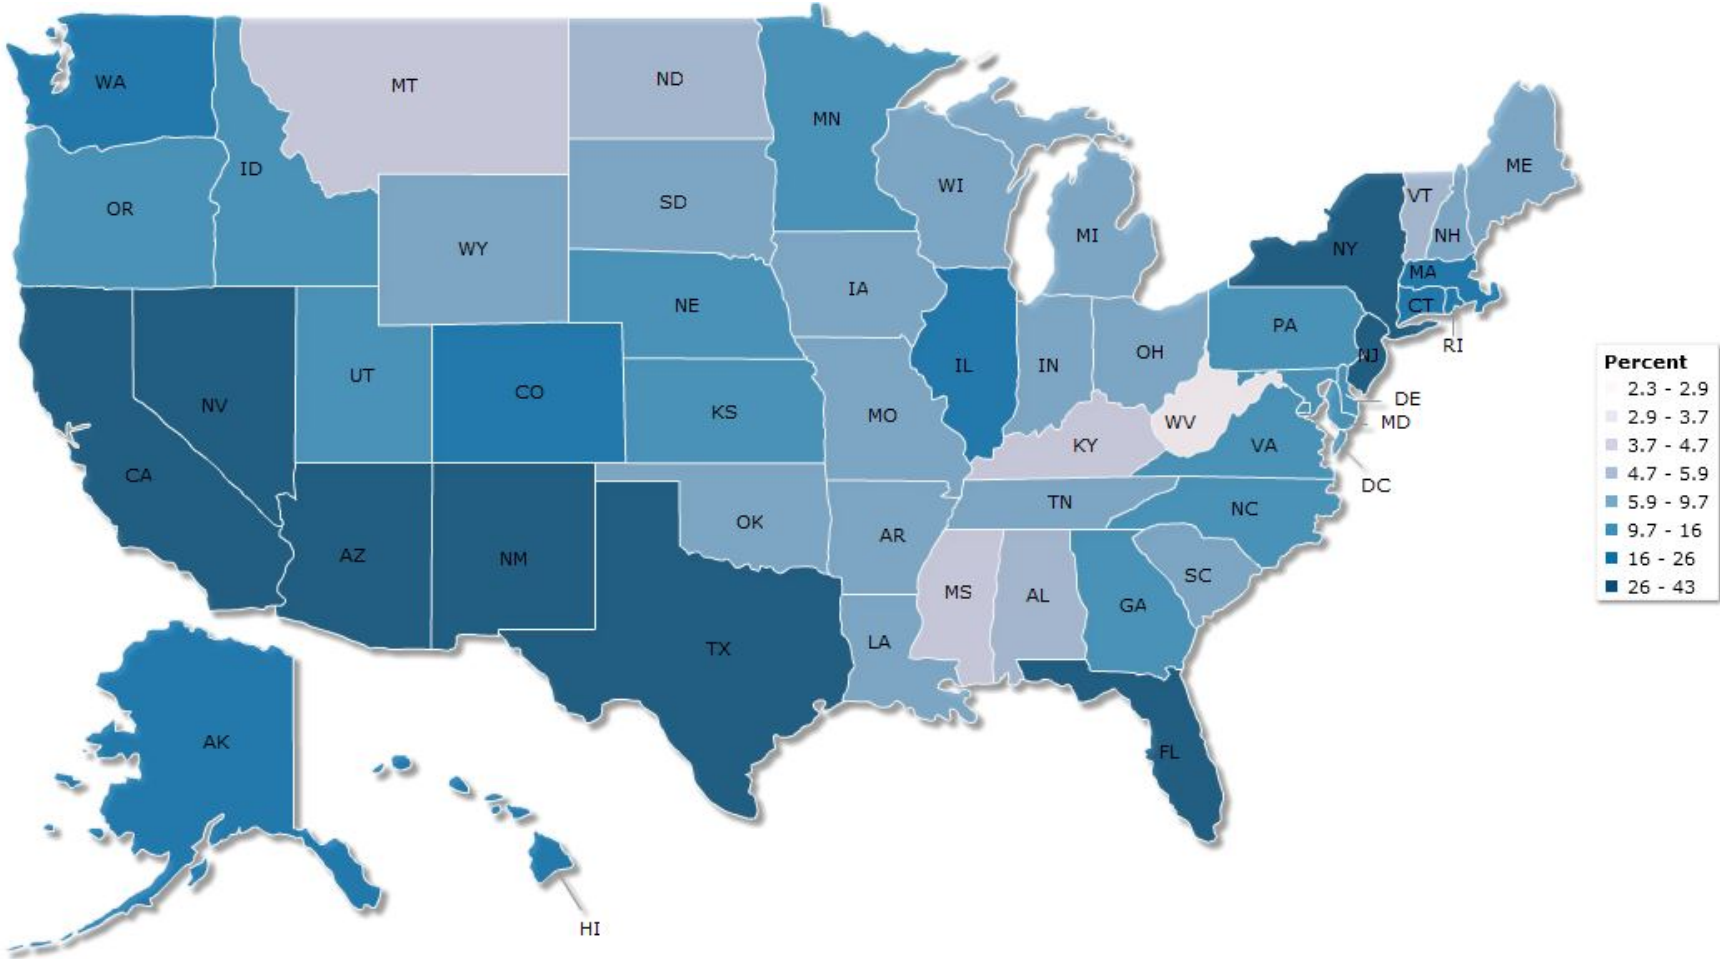 WA
MT
ND
MN
ID
OR
WY
SD
WI
MI
ME
VT
NH
NY
MA
CT
RI
IA
NE
PA
NJ
OH
IN
IL
UT
CO
NV
KS
MO
KY
WV
VA
DE
MD
DC
CA
AZ
NM
OK
AR
TN
NC
SC
MS
AL
GA
LA
TX
FL
AK
HI
Percent
2.3 - 2.9
2.9 - 3.7
3.7 - 4.7
4.7 - 5.9
5.9 - 9.7
9.7 - 16
16 - 26
26 - 43